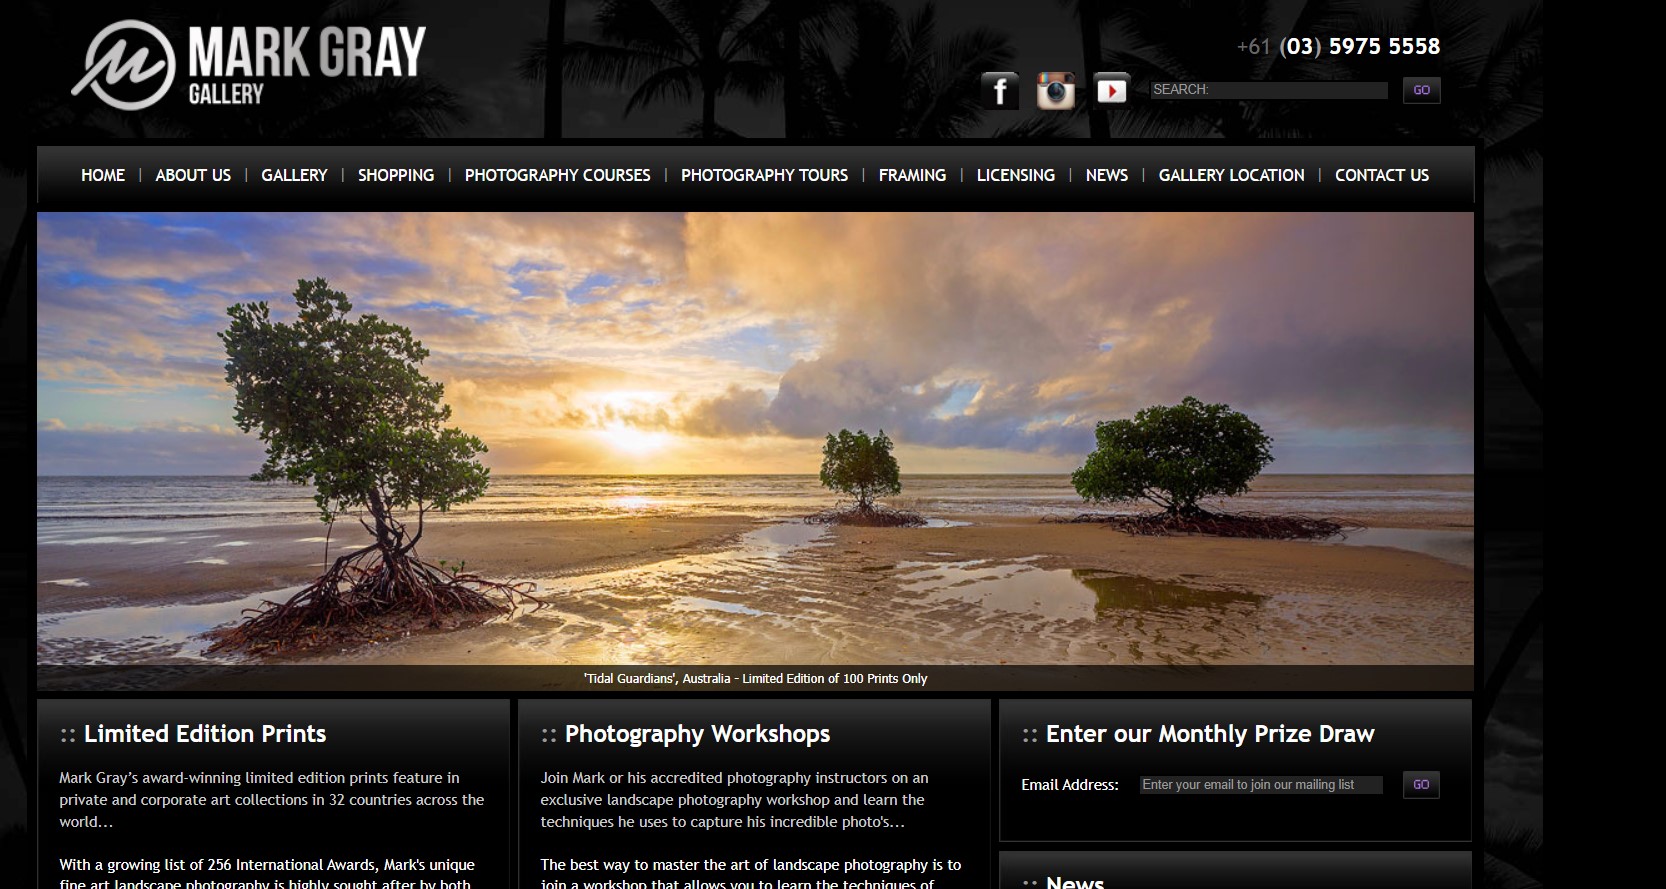 MARK GRAY
GALLERY
+61 (03) 5975 5558
f
SEARCH:
GO
HOME | ABOUT US | GALLERY | SHOPPING | PHOTOGRAPHY COURSES | PHOTOGRAPHY TOURS | FRAMING | LICENSING | NEWS | GALLERY LOCATION | CONTACT US
'Tidal Guardians', Australia - Limited Edition of 100 Prints Only
:: Limited Edition Prints
Mark Gray's award-winning limited edition prints feature in
private and corporate art collections in 32 countries across the
world...
With a growing list of 256 International Awards, Mark's unique
fine art landscape photography is highly sought after by both
:: Photography Workshops
Join Mark or his accredited photography instructors on an
exclusive landscape photography workshop and learn the
techniques he uses to capture his incredible photo's...
The best way to master the art of landscape photography is to
join a workshop that allows you to learn the techniques of
:: Enter our Monthly Prize Draw
Email Address:
Enter your email to join our mailing list
GO
:: News